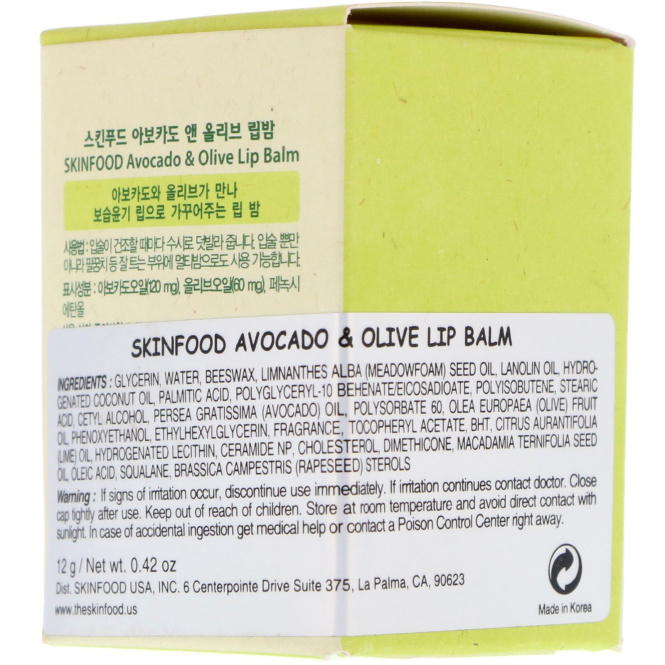 스킨푸드 아보카도 앤 올리브 립밤
SKINFOOD Avocado & Olive Lip Balm
아보카도와 올리브가 만나
보습윤기 립으로 가꾸어주는 립 밤
사용법 : 입술이 건조할 때마다 수시로 덧발라 줍니다. 입술 뿐만
아니라 팔꿈치 등 잘 트는 부위에 멀티밤으로도 사용 가능합니다.
표시성분 : 아보카도오일(120 mg), 올리브오일(60 mg), 페녹시
에탄올
SKINFOOD AVOCADO & OLIVE LIP BALM
INGREDIENTS : GLYCERIN, WATER, BEESWAX, LIMNANTHES ALBA (MEADOWFOAM) SEED OIL, LANOLIN OIL, HYDRO-
GENATED COCONUT OIL, PALMITIC ACID, POLYGLYCERYL-10 BEHENATE/EICOSADIOATE, POLYISOBUTENE, STEARIC
ACID, CETYL ALCOHOL, PERSEA GRATISSIMA (AVOCADO) OIL, POLYSORBATE 60, OLEA EUROPAEA (OLIVE) FRUIT
OIL, PHENOXYETHANOL, ETHYLHEXYLGLYCERIN, FRAGRANCE, TOCOPHERYL ACETATE, BHT, CITRUS AURANTIFOLIA
(LIME) OIL, HYDROGENATED LECITHIN, CERAMIDE NP, CHOLESTEROL, DIMETHICONE, MACADAMIA TERNIFOLIA SEED
OIL, OLEIC ACID, SQUALANE, BRASSICA CAMPESTRIS (RAPESEED) STEROLS
Warning : If signs of irritation occur, discontinue use immediately. If irritation continues contact doctor. Close
cap tightly after use. Keep out of reach of children. Store at room temperature and avoid direct contact with
sunlight. In case of accidental ingestion get medical help or contact a Poison Control Center right away.
12 g / Net wt. 0.42 oz
Dist. SKINFOOD USA, INC. 6 Centerpointe Drive Suite 375, La Palma, CA, 90623
www.theskinfood.us
Made in Korea